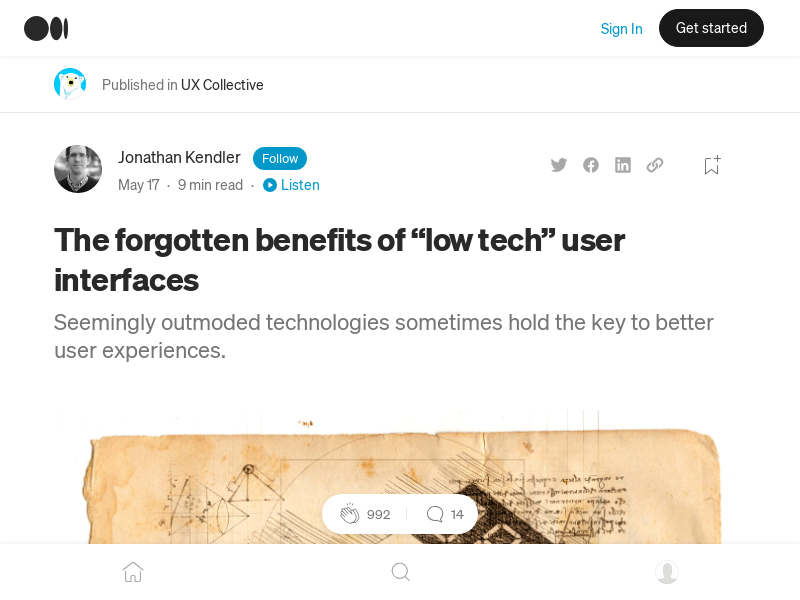 Sign In
Get started
Published in UX Collective
Jonathan Kendler
Follow
May 17 · 9 min read · Listen
The forgotten benefits of “low tech” user
interfaces
Seemingly outmoded technologies sometimes hold the key to better
user experiences.
992
14